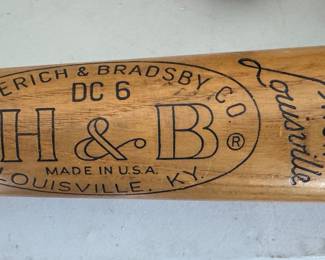 ERICH & BRADSBY CO
DC 6
H & B ®
MADE IN U.S.A.
LOUISVILLE, KY.
Louisville